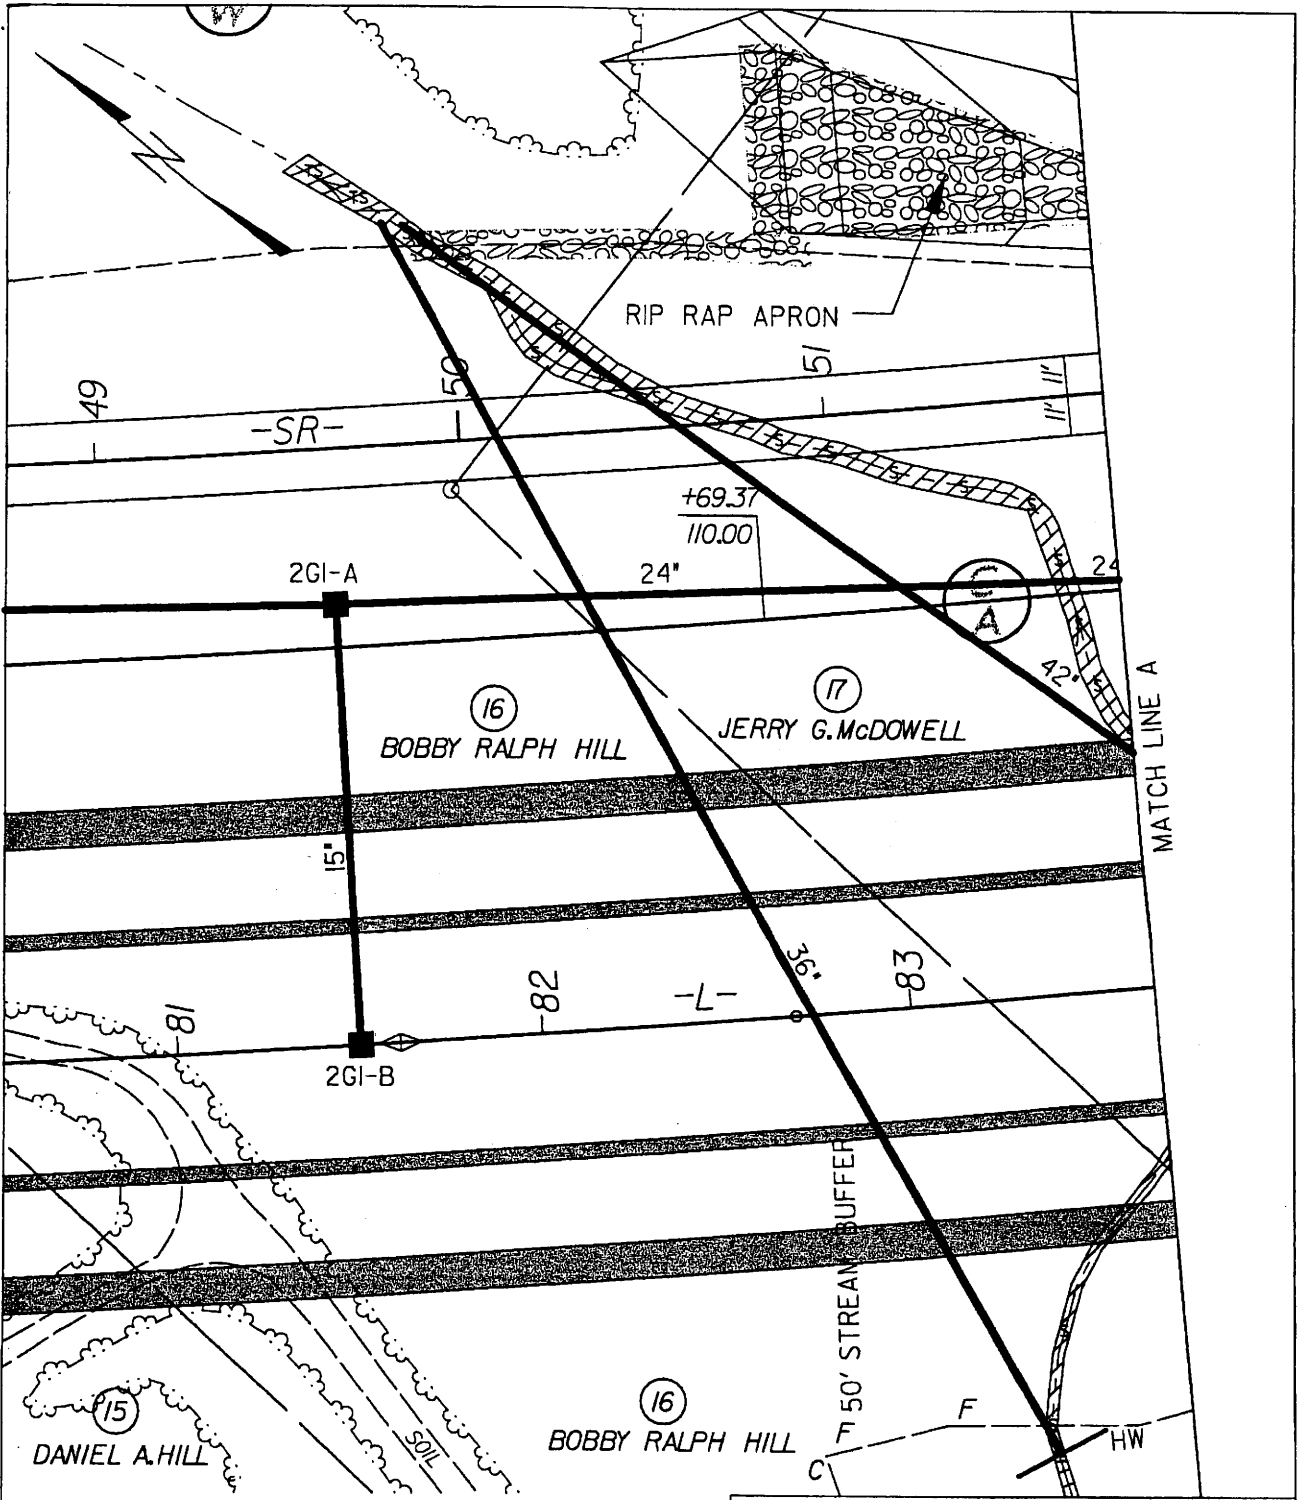 W
N
RIP RAP APRON
49
50
51
11' 11'
-SR-
+69.37
110.00
2GI-A
24"
24
C
A
42"
16
BOBBY RALPH HILL
17
JERRY G. McDOWELL
MATCH LINE A
15"
36"
81
82
-L-
83
2GI-B
50' STREAM BUFFER
15
DANIEL A. HILL
SOIL
16
BOBBY RALPH HILL
F
F
C
HW